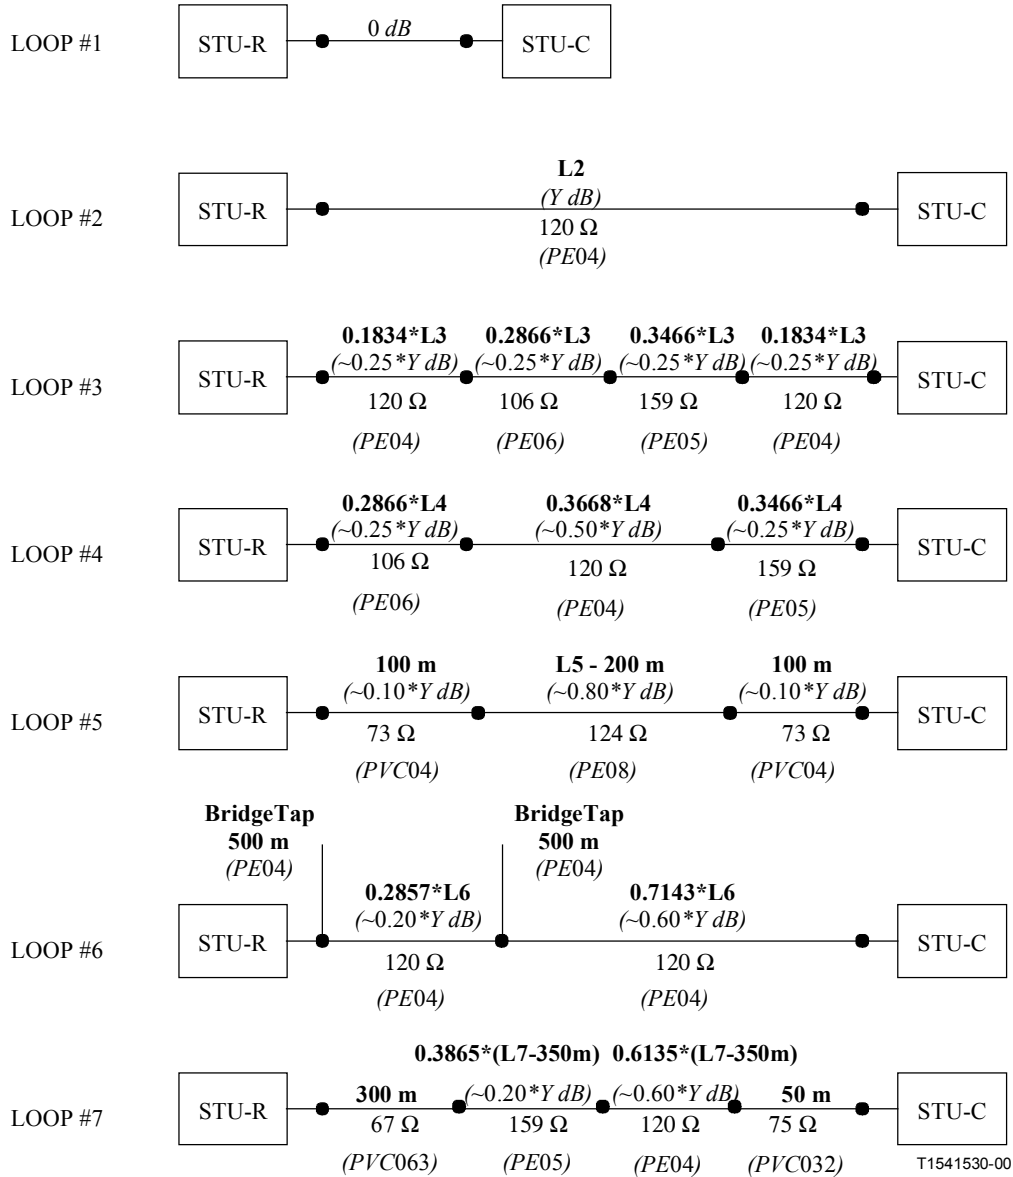 LOOP #1
STU-R
0 dB
STU-C
LOOP #2
STU-R
L2
(Y dB)
120 Ω
(PE04)
STU-C
LOOP #3
STU-R
0.1834*L3 0.2866*L3 0.3466*L3 0.1834*L3
(~0.25*Y dB) (~0.25*Y dB) (~0.25*Y dB) (~0.25*Y dB)
120 Ω 106 Ω 159 Ω 120 Ω
(PE04) (PE06) (PE05) (PE04)
STU-C
LOOP #4
STU-R
0.2866*L4 0.3668*L4 0.3466*L4
(~0.25*Y dB) (~0.50*Y dB) (~0.25*Y dB)
106 Ω 120 Ω 159 Ω
(PE06) (PE04) (PE05)
STU-C
LOOP #5
STU-R
100 m L5 - 200 m 100 m
(~0.10*Y dB) (~0.80*Y dB) (~0.10*Y dB)
73 Ω 124 Ω 73 Ω
(PVC04) (PE08) (PVC04)
STU-C
BridgeTap BridgeTap
500 m 500 m
(PE04) (PE04)
LOOP #6
STU-R
0.2857*L6 0.7143*L6
(~0.20*Y dB) (~0.60*Y dB)
120 Ω 120 Ω
(PE04) (PE04)
STU-C
LOOP #7
STU-R
0.3865*(L7-350m) 0.6135*(L7-350m)
300 m (~0.20*Y dB) (~0.60*Y dB) 50 m
67 Ω 159 Ω 120 Ω 75 Ω
(PVC063) (PE05) (PE04) (PVC032)
STU-C
T1541530-00